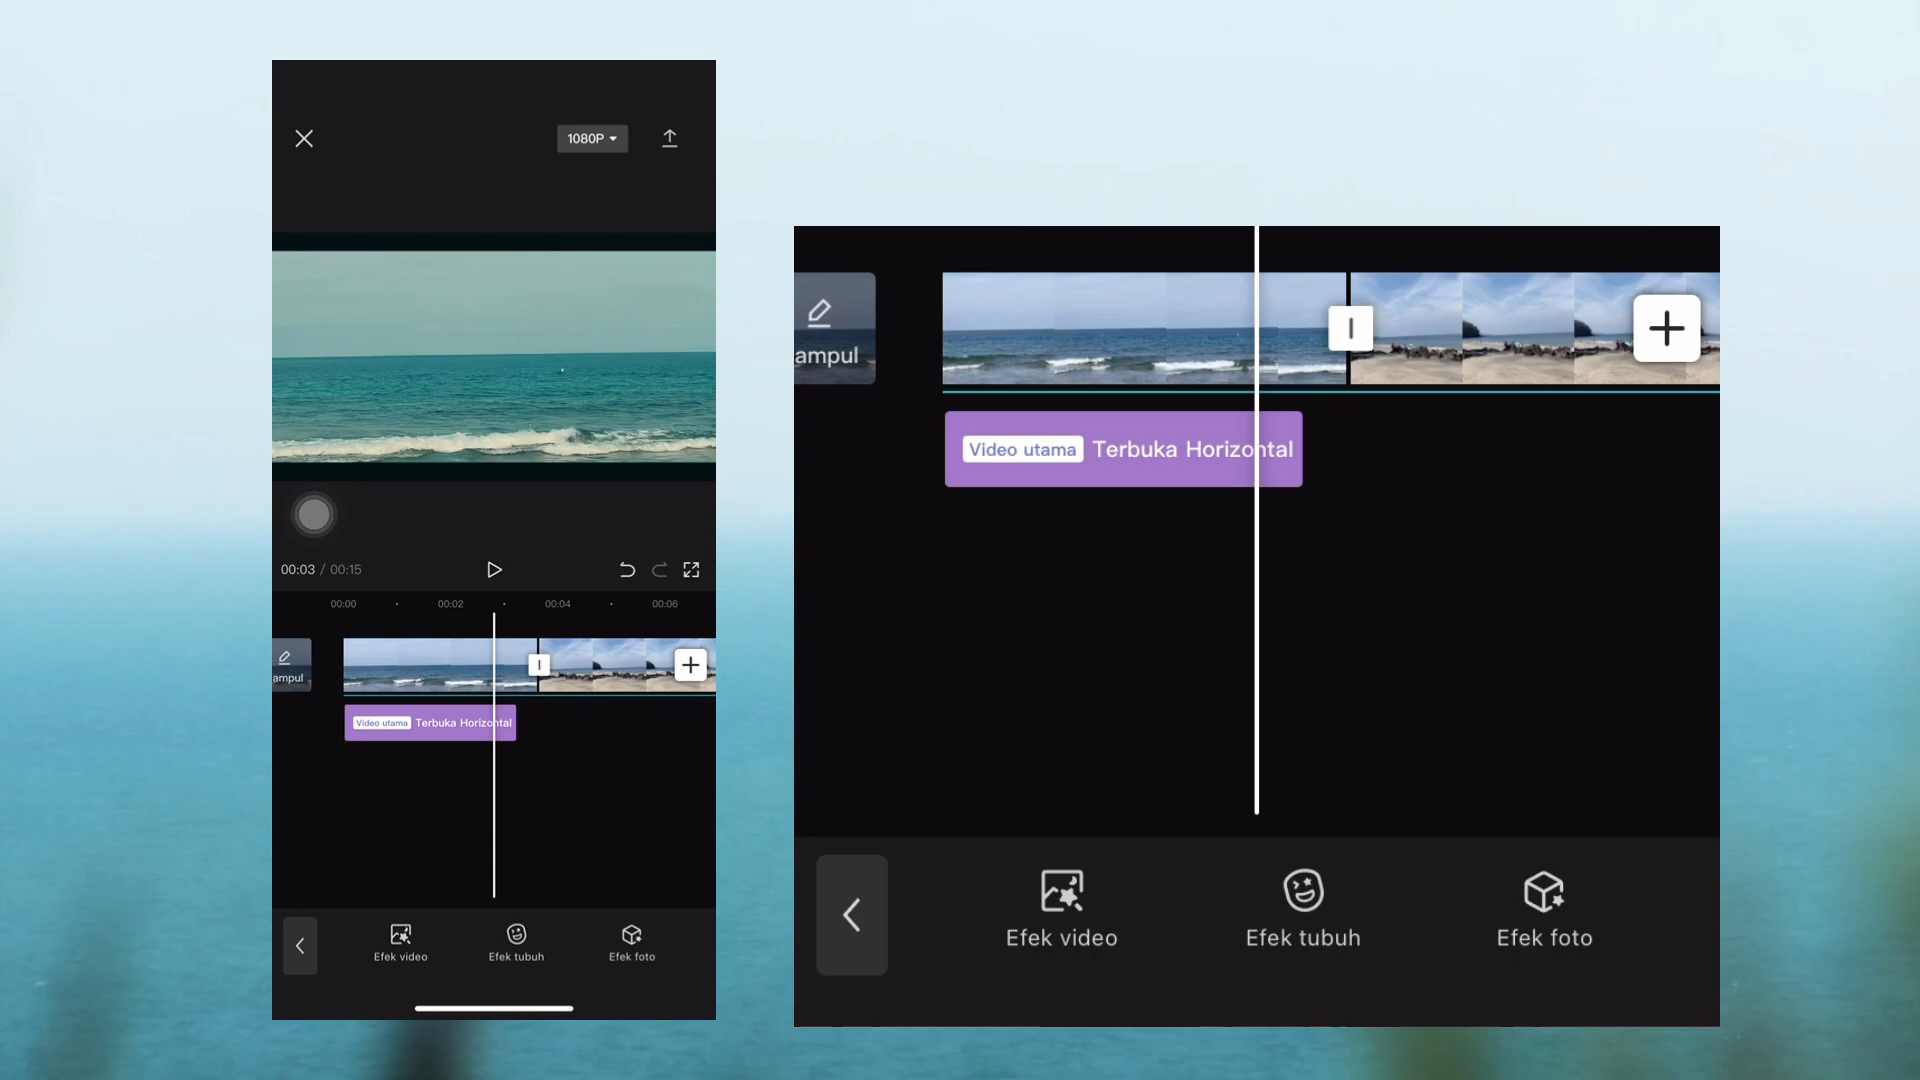 1080P
00:03 / 00:15
00:00 00:02 00:04 00:06
ampul
Video utama Terbuka Horizontal
Efek video Efek tubuh Efek foto
ampul
Video utama Terbuka Horizontal
Efek video Efek tubuh Efek foto